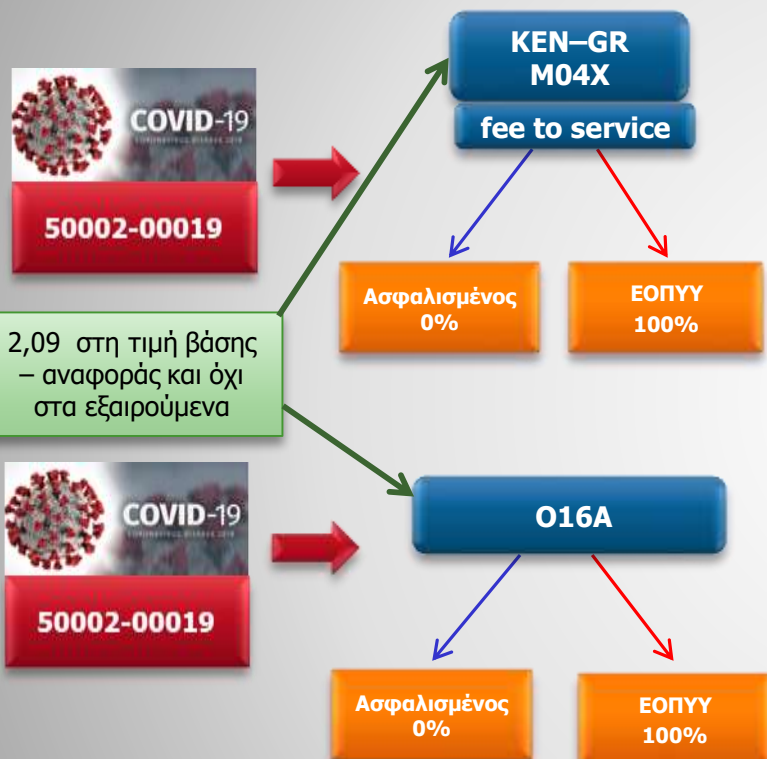 KEN–GR
M04X
fee to service
COVID-19
50002-00019
Ασφαλισμένος
0%
ΕΟΠΥΥ
100%
2,09 στη τιμή βάσης
– αναφοράς και όχι
στα εξαιρούμενα
COVID-19
50002-00019
O16A
Ασφαλισμένος
0%
ΕΟΠΥΥ
100%